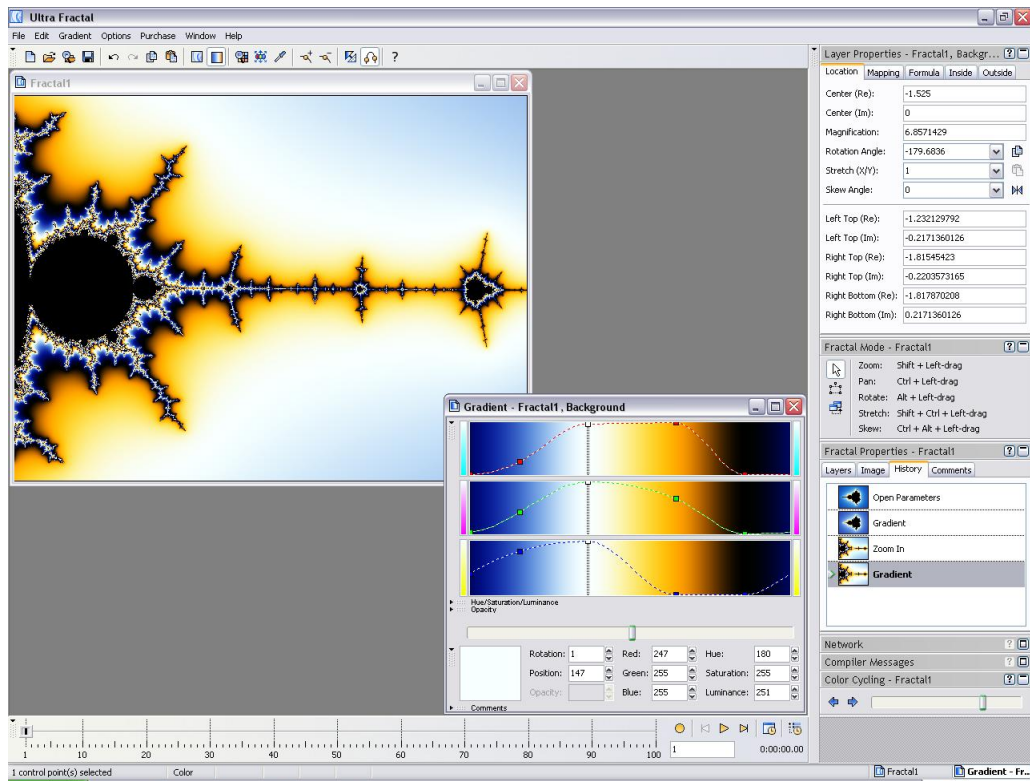 Ultra Fractal
File Edit Gradient Options Purchase Window Help
?
Fractal1
Layer Properties - Fractal1, Backgr... ?
Location Mapping Formula Inside Outside
Center (Re): -1.525
Center (Im): 0
Magnification: 6.8571429
Rotation Angle: -179.6836
Stretch (X/Y): 1
Skew Angle: 0
Left Top (Re): -1.232129792
Left Top (Im): -0.2171360126
Right Top (Re): -1.81545423
Right Top (Im): -0.2203573165
Right Bottom (Re): -1.817870208
Right Bottom (Im): 0.2171360126
Fractal Mode - Fractal1 ?
Zoom: Shift + Left-drag
Pan: Ctrl + Left-drag
Rotate: Alt + Left-drag
Stretch: Shift + Ctrl + Left-drag
Skew: Ctrl + Alt + Left-drag
Fractal Properties - Fractal1 ?
Layers Image History Comments
Open Parameters
Gradient
Zoom In
Gradient
Network ?
Compiler Messages ?
Color Cycling - Fractal1 ?
Gradient - Fractal1, Background
Hue/Saturation/Luminance
Opacity
Rotation: 1 Red: 247 Hue: 180
Position: 147 Green: 255 Saturation: 255
Opacity: Blue: 255 Luminance: 251
Comments
1 10 20 30 40 50 60 70 80 90 100
1 0:00:00.00
1 control point(s) selected Color
Fractal1 Gradient - Fr...